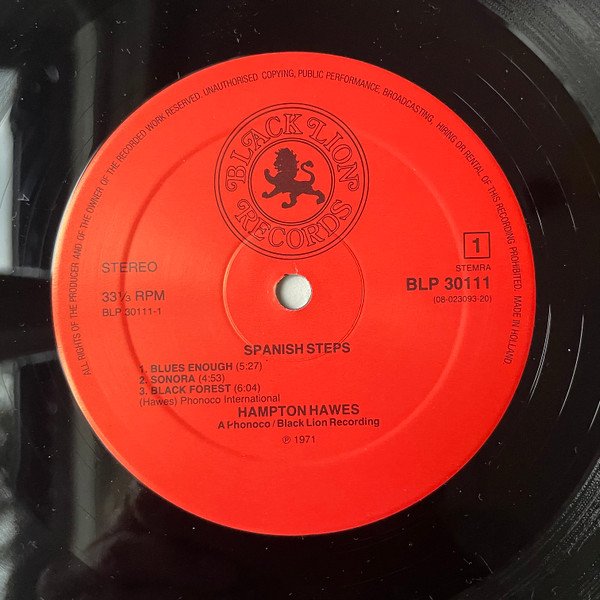 ALL RIGHTS OF THE PRODUCER AND OF THE OWNER OF THE RECORDED WORK RESERVED. UNAUTHORISED COPYING, PUBLIC PERFORMANCE, BROADCASTING, HIRING OR RENTAL OF THIS RECORDING PROHIBITED. MADE IN HOLLAND
BLACK LION
RECORDS
STEREO
33⅓ RPM
BLP 30111-1
1
STEMRA
BLP 30111
(08-023093-20)
SPANISH STEPS
1. BLUES ENOUGH (5:27)
2. SONORA (4:53)
3. BLACK FOREST (6:04)
(Hawes) Phonoco International
HAMPTON HAWES
A Phonoco / Black Lion Recording
℗ 1971